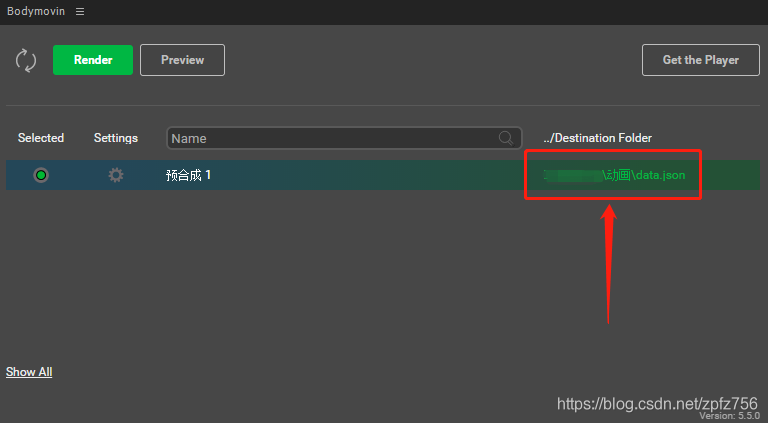 Bodymovin
Render Preview Get the Player
Selected Settings Name ../Destination Folder
预合成 1 \动画\data.json
Show All
https://blog.csdn.net/zpfz756
Version: 5.5.0